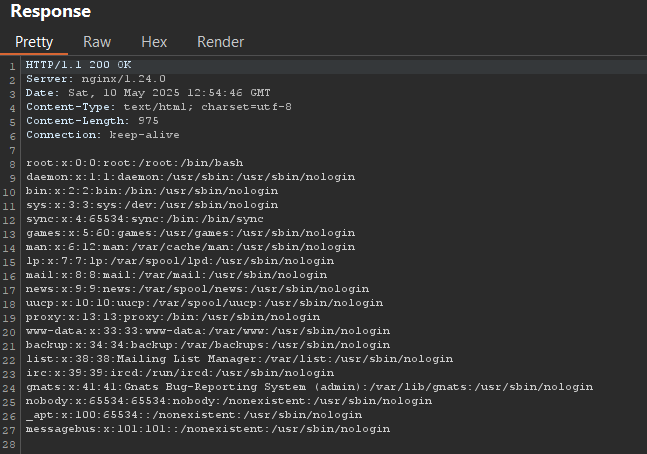 Response
Pretty Raw Hex Render
1 HTTP/1.1 200 OK
2 Server: nginx/1.24.0
3 Date: Sat, 10 May 2025 12:54:46 GMT
4 Content-Type: text/html; charset=utf-8
5 Content-Length: 975
6 Connection: keep-alive
7
8 root:x:0:0:root:/root:/bin/bash
9 daemon:x:1:1:daemon:/usr/sbin:/usr/sbin/nologin
10 bin:x:2:2:bin:/bin:/usr/sbin/nologin
11 sys:x:3:3:sys:/dev:/usr/sbin/nologin
12 sync:x:4:65534:sync:/bin:/bin/sync
13 games:x:5:60:games:/usr/games:/usr/sbin/nologin
14 man:x:6:12:man:/var/cache/man:/usr/sbin/nologin
15 lp:x:7:7:lp:/var/spool/lpd:/usr/sbin/nologin
16 mail:x:8:8:mail:/var/mail:/usr/sbin/nologin
17 news:x:9:9:news:/var/spool/news:/usr/sbin/nologin
18 uucp:x:10:10:uucp:/var/spool/uucp:/usr/sbin/nologin
19 proxy:x:13:13:proxy:/bin:/usr/sbin/nologin
20 www-data:x:33:33:www-data:/var/www:/usr/sbin/nologin
21 backup:x:34:34:backup:/var/backups:/usr/sbin/nologin
22 list:x:38:38:Mailing List Manager:/var/list:/usr/sbin/nologin
23 irc:x:39:39:ircd:/run/ircd:/usr/sbin/nologin
24 gnats:x:41:41:Gnats Bug-Reporting System (admin):/var/lib/gnats:/usr/sbin/nologin
25 nobody:x:65534:65534:nobody:/nonexistent:/usr/sbin/nologin
26 _apt:x:100:65534::/nonexistent:/usr/sbin/nologin
27 messagebus:x:101:101::/nonexistent:/usr/sbin/nologin
28